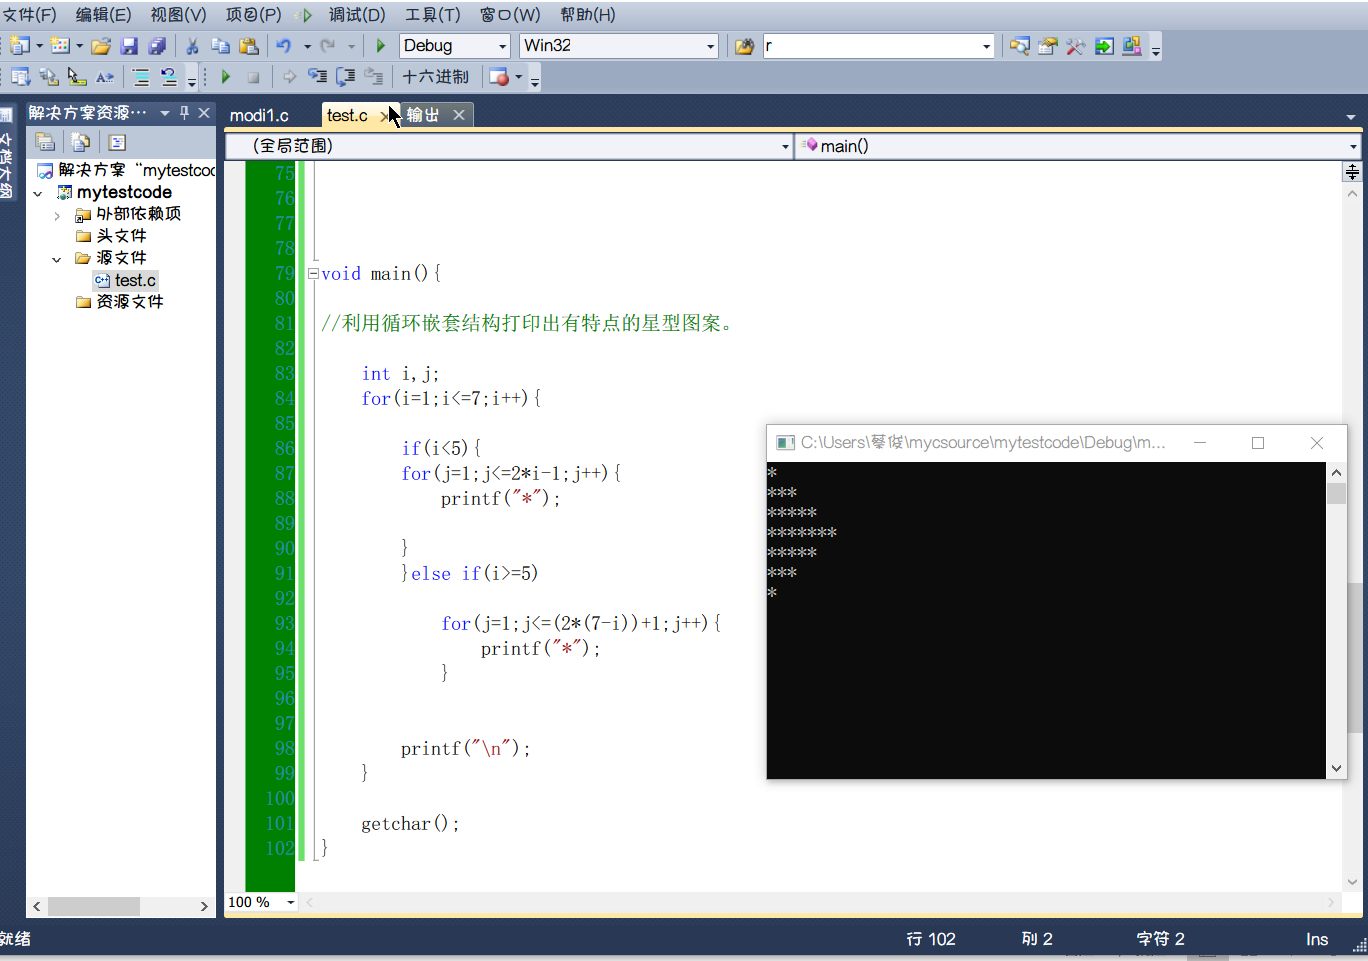 文件(F) 编辑(E) 视图(V) 项目(P) 调试(D) 工具(T) 窗口(W) 帮助(H)
Debug Win32 r
十六进制
文档大纲
解决方案资源…
解决方案 “mytestcod
mytestcode
外部依赖项
头文件
源文件
test.c
资源文件
modi1.c test.c 输出
(全局范围) main()
75
76
77
78
79 void main(){
80
81 //利用循环嵌套结构打印出有特点的星型图案。
82
83 int i,j;
84 for(i=1;i<=7;i++){
85
86 if(i<5){
87 for(j=1;j<=2*i-1;j++){
88 printf("*");
89
90 }
91 }else if(i>=5)
92
93 for(j=1;j<=(2*(7-i))+1;j++){
94 printf("*");
95 }
96
97
98 printf("\n");
99 }
100
101 getchar();
102 }
100 %
C:\Users\蔡俊\mycsource\mytestcode\Debug\m...
*
***
*****
*******
*****
***
*
就绪 行 102 列 2 字符 2 Ins